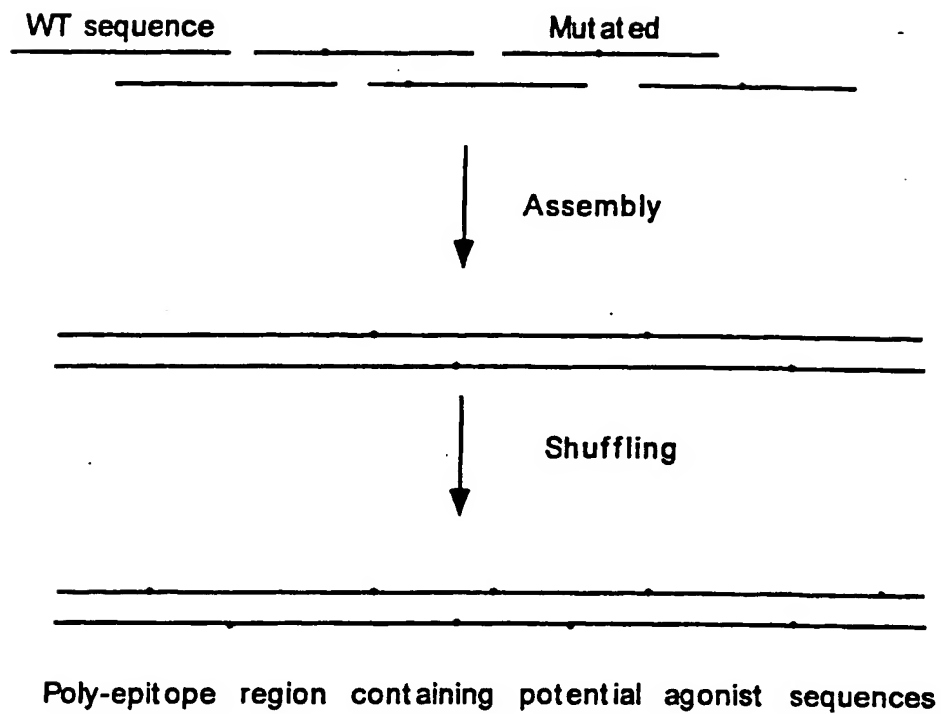 WT sequence
Mutated
Assembly
Shuffling
Poly-epitope region containing potential agonist sequences